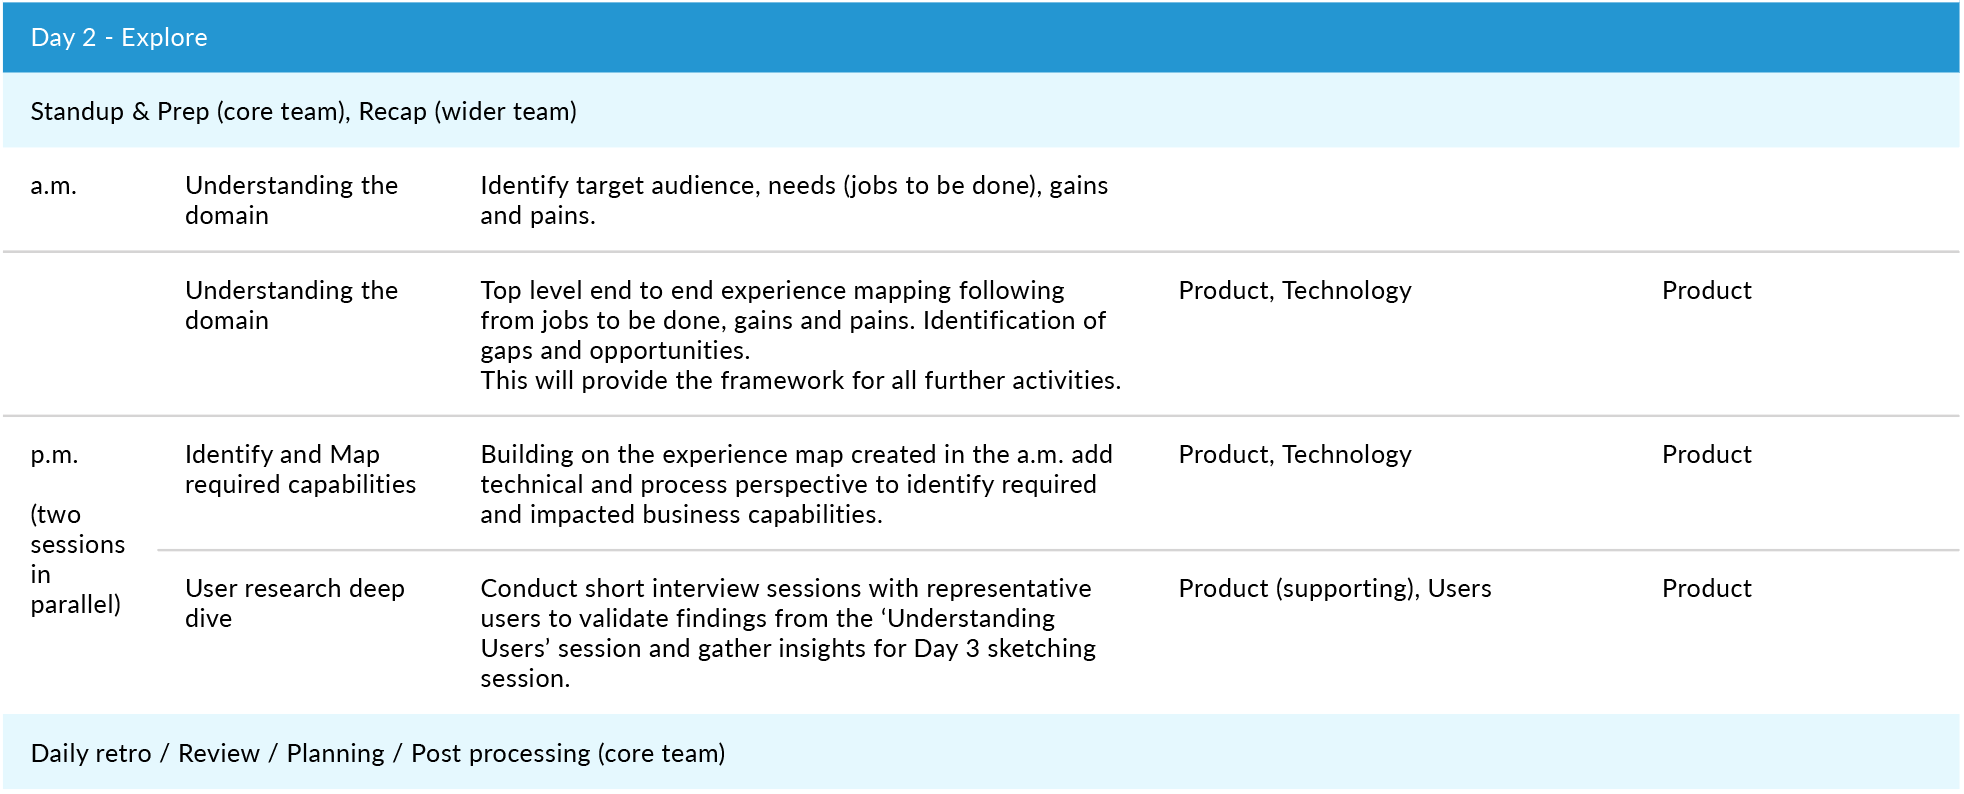 Day 2 - Explore
Standup & Prep (core team), Recap (wider team)
a.m.
Understanding the
domain
Identify target audience, needs (jobs to be done), gains
and pains.
Understanding the
domain
Top level end to end experience mapping following
from jobs to be done, gains and pains. Identification of
gaps and opportunities.
This will provide the framework for all further activities.
Product, Technology
Product
p.m.
(two
sessions
in
parallel)
Identify and Map
required capabilities
Building on the experience map created in the a.m. add
technical and process perspective to identify required
and impacted business capabilities.
Product, Technology
Product
User research deep
dive
Conduct short interview sessions with representative
users to validate findings from the ‘Understanding
Users’ session and gather insights for Day 3 sketching
session.
Product (supporting), Users
Product
Daily retro / Review / Planning / Post processing (core team)